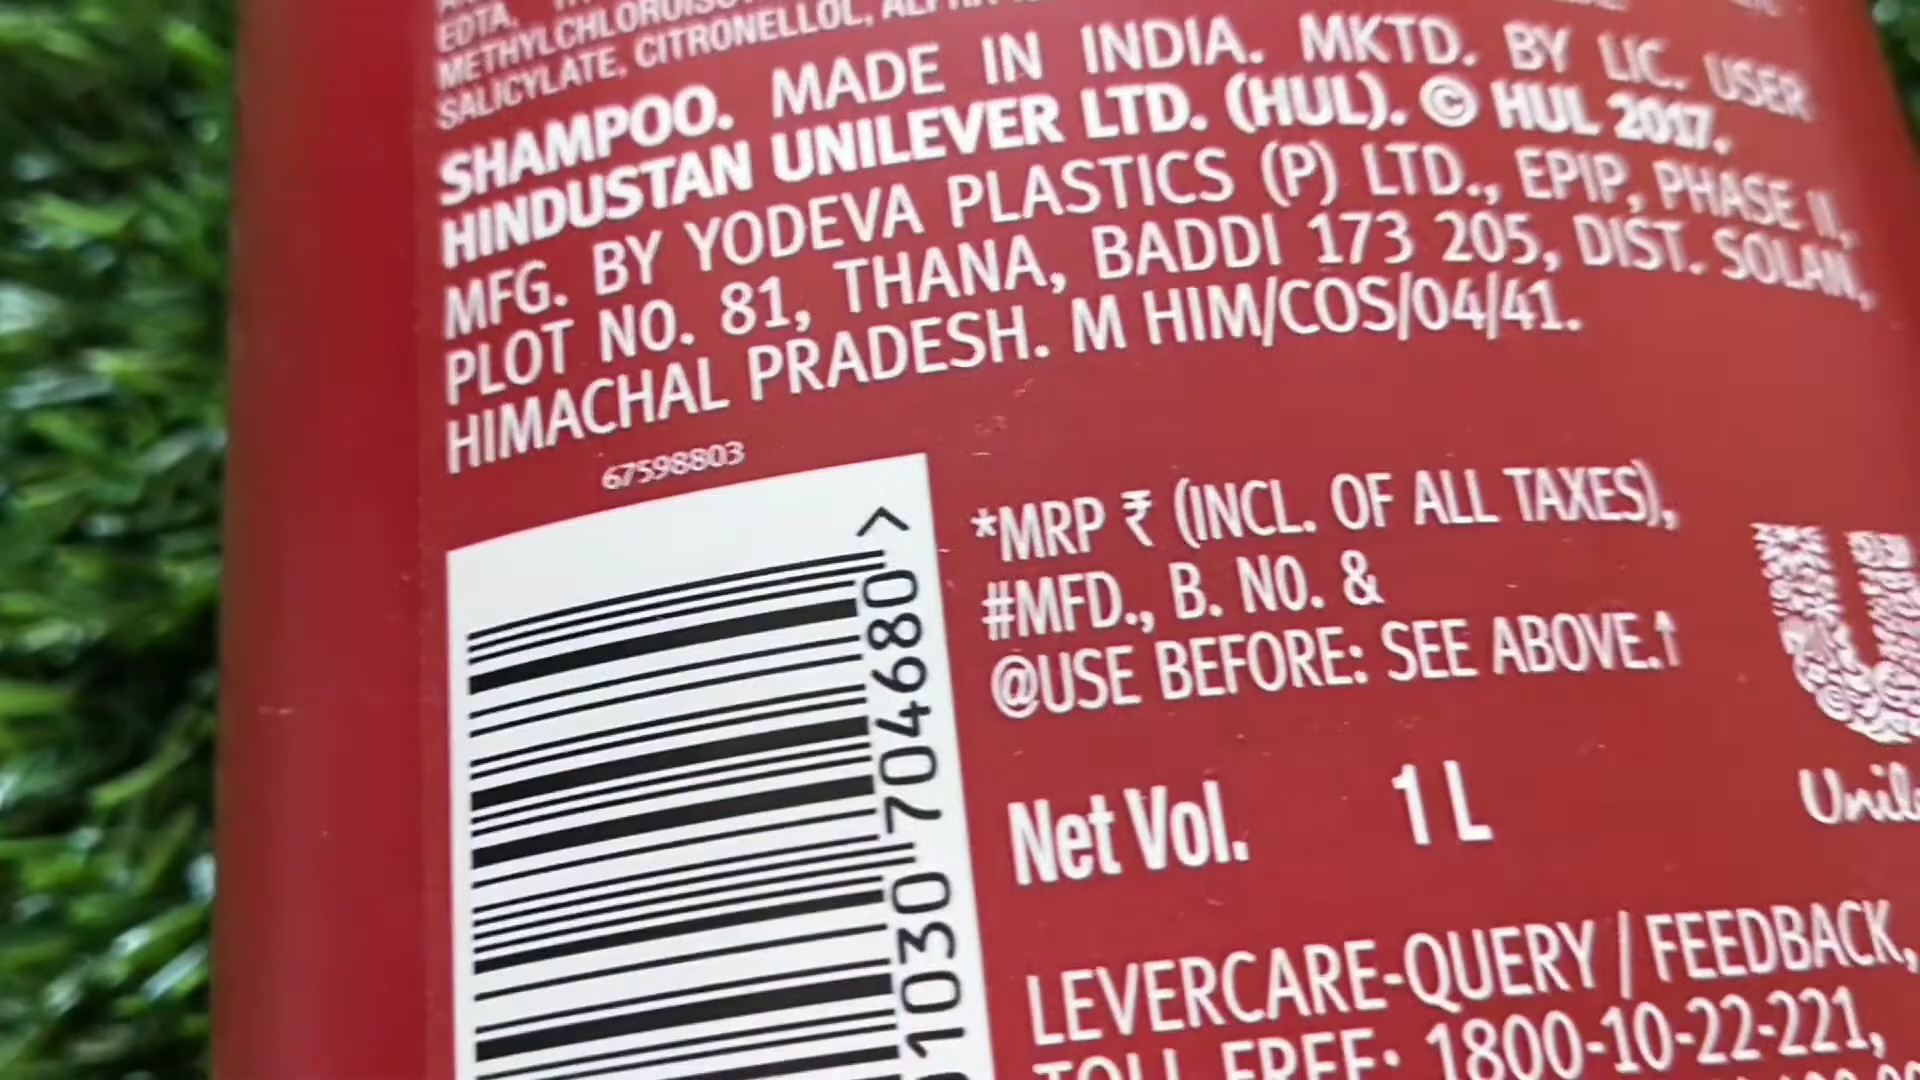 EDTA,
METHYLCHLOROISO
SALICYLATE, CITRONELLOL,
SHAMPOO. MADE IN INDIA. MKTD. BY LIC. USER
HINDUSTAN UNILEVER LTD. (HUL). © HUL 2017.
MFG. BY YODEVA PLASTICS (P) LTD., EPIP, PHASE II,
PLOT NO. 81, THANA, BADDI 173 205, DIST. SOLAN,
HIMACHAL PRADESH. M HIM/COS/04/41.
67598803
1030 704680 >
*MRP ₹ (INCL. OF ALL TAXES),
#MFD., B. NO. &
@USE BEFORE: SEE ABOVE.↑
Net Vol. 1 L
Unil
LEVERCARE-QUERY / FEEDBACK,
TOLL FREE: 1800-10-22-221,